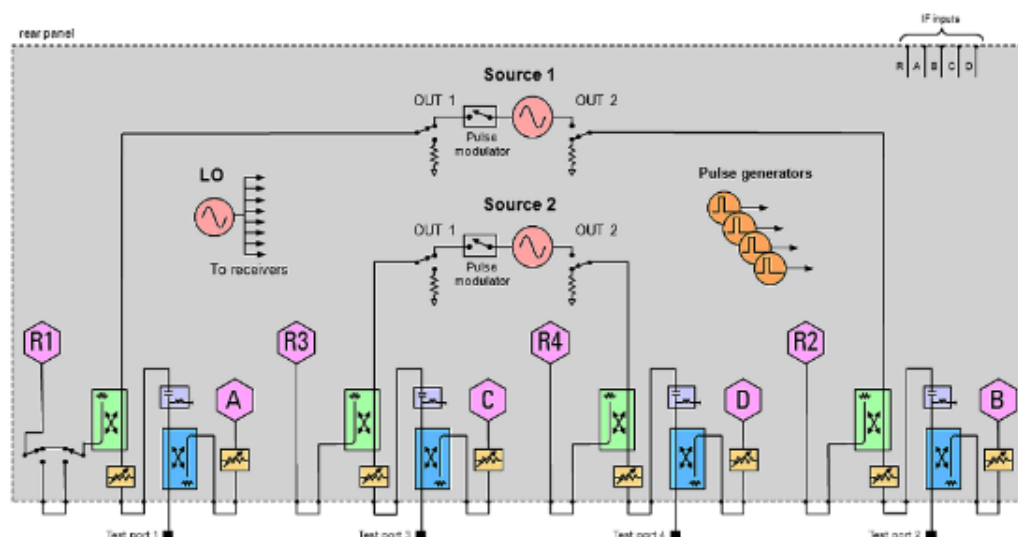 IF inputs
rear panel
R A B C D
Source 1
OUT 1
OUT 2
Pulse
modulator
LO
Pulse generators
Source 2
OUT 1
OUT 2
Pulse
modulator
To receivers
R1
R3
R4
R2
A
C
D
B
Test port 1
Test port 3
Test port 4
Test port 2